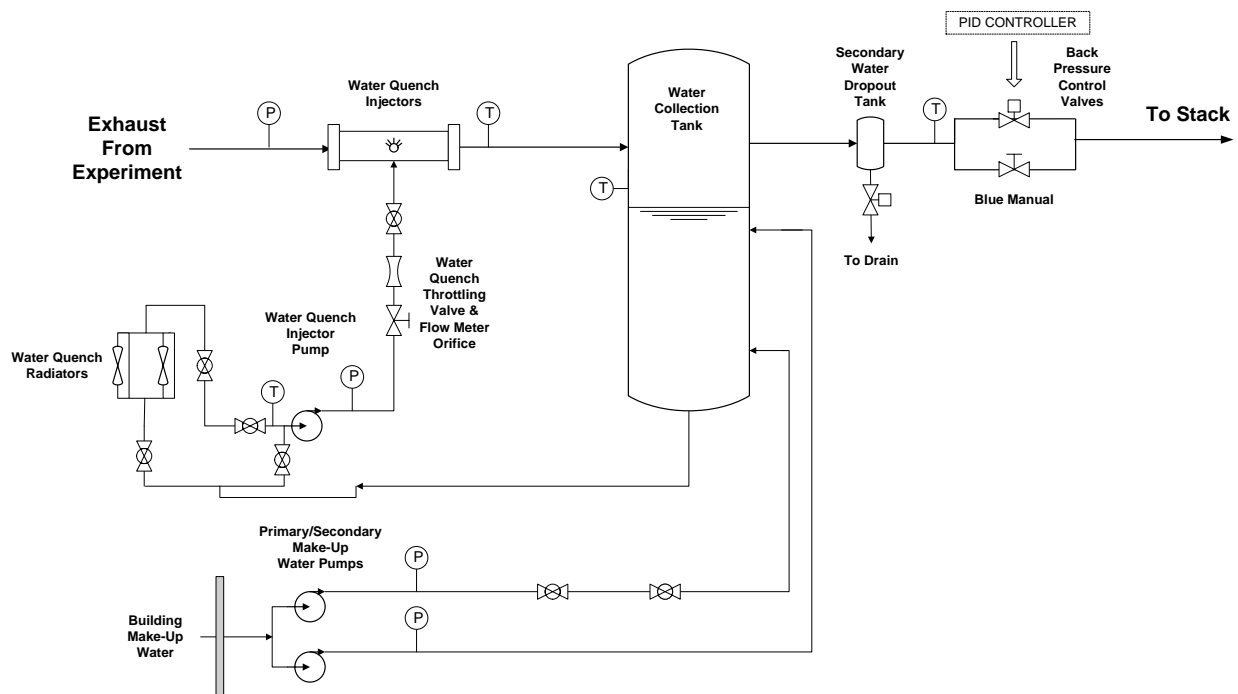 PID CONTROLLER
Secondary
Water
Dropout
Tank
Back
Pressure
Control
Valves
Water Quench
Injectors
Water
Collection
Tank
P
T
T
To Stack
Exhaust
From
Experiment
T
Blue Manual
To Drain
Water
Quench
Throttling
Valve &
Flow Meter
Orifice
Water Quench
Injector
Pump
Water Quench
Radiators
P
T
Primary/Secondary
Make-Up
Water Pumps
P
P
Building
Make-Up
Water